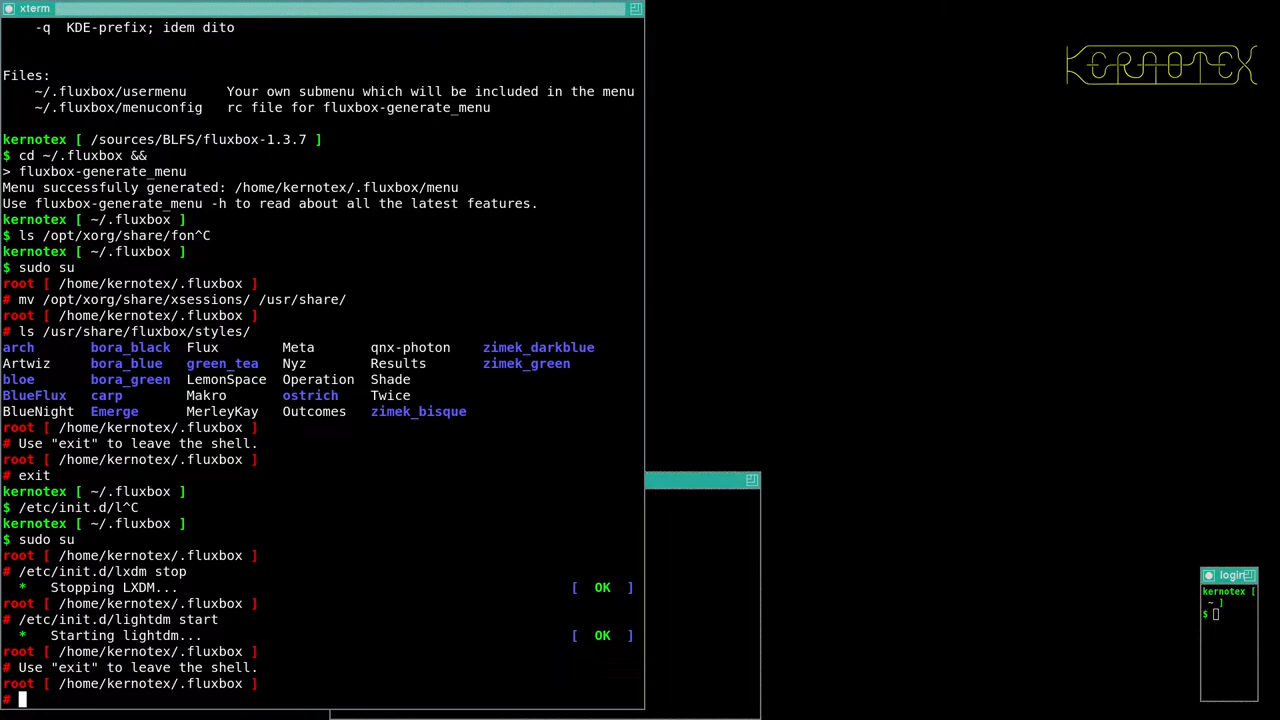 xterm
-q  KDE-prefix; idem dito
Files:
~/.fluxbox/usermenu     Your own submenu which will be included in the menu
~/.fluxbox/menuconfig   rc file for fluxbox-generate_menu
kernotex [ /sources/BLFS/fluxbox-1.3.7 ]
$ cd ~/.fluxbox &&
> fluxbox-generate_menu
Menu successfully generated: /home/kernotex/.fluxbox/menu
Use fluxbox-generate_menu -h to read about all the latest features.
kernotex [ ~/.fluxbox ]
$ ls /opt/xorg/share/fon^C
kernotex [ ~/.fluxbox ]
$ sudo su
root [ /home/kernotex/.fluxbox ]
# mv /opt/xorg/share/xsessions/ /usr/share/
root [ /home/kernotex/.fluxbox ]
# ls /usr/share/fluxbox/styles/
arch       bora_black  Flux        Meta       qnx-photon    zimek_darkblue
Artwiz     bora_blue   green_tea   Nyz        Results       zimek_green
bloe       bora_green  LemonSpace  Operation  Shade
BlueFlux   carp        Makro       ostrich    Twice
BlueNight  Emerge      MerleyKay   Outcomes   zimek_bisque
root [ /home/kernotex/.fluxbox ]
# Use "exit" to leave the shell.
root [ /home/kernotex/.fluxbox ]
# exit
kernotex [ ~/.fluxbox ]
$ /etc/init.d/l^C
kernotex [ ~/.fluxbox ]
$ sudo su
root [ /home/kernotex/.fluxbox ]
# /etc/init.d/lxdm stop
*   Stopping LXDM...                                                  [  OK  ]
root [ /home/kernotex/.fluxbox ]
# /etc/init.d/lightdm start
*   Starting lightdm...                                               [  OK  ]
root [ /home/kernotex/.fluxbox ]
# Use "exit" to leave the shell.
root [ /home/kernotex/.fluxbox ]
#
KERNOTEX
login
kernotex [
~ ]
$